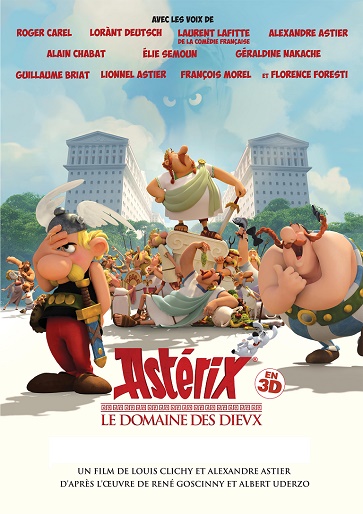 AVEC LES VOIX DE
ROGER CAREL LORÀNT DEUTSCH LAURENT LAFITTE ALEXANDRE ASTIER
DE LA COMÉDIE FRANÇAISE
ALAIN CHABAT ÉLIE SEMOUN GÉRALDINE NAKACHE
GUILLAUME BRIAT LIONNEL ASTIER FRANÇOIS MOREL ET FLORENCE FORESTI
Astérix
EN 3D
LE DOMAINE DES DIEVX
UN FILM DE LOUIS CLICHY ET ALEXANDRE ASTIER
D'APRÈS L'ŒUVRE DE RENÉ GOSCINNY ET ALBERT UDERZO